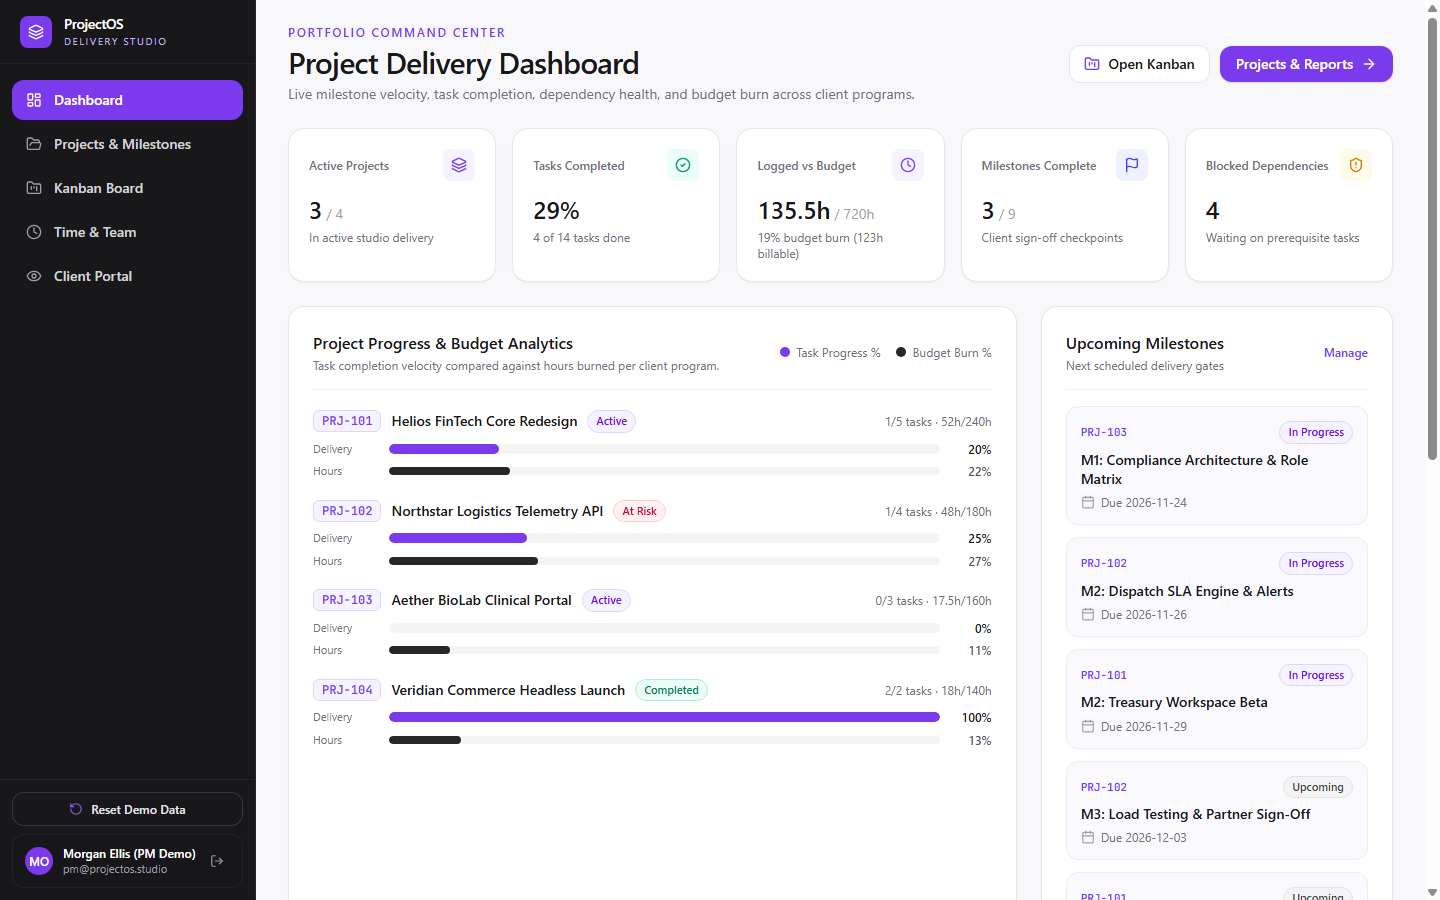 ProjectOS
DELIVERY STUDIO
Dashboard
Projects & Milestones
Kanban Board
Time & Team
Client Portal
Reset Demo Data
MO
Morgan Ellis (PM Demo)
pm@projectos.studio
PORTFOLIO COMMAND CENTER
Project Delivery Dashboard
Live milestone velocity, task completion, dependency health, and budget burn across client programs.
Open Kanban
Projects & Reports
Active Projects
3 / 4
In active studio delivery
Tasks Completed
29%
4 of 14 tasks done
Logged vs Budget
135.5h / 720h
19% budget burn (123h
billable)
Milestones Complete
3 / 9
Client sign-off checkpoints
Blocked Dependencies
4
Waiting on prerequisite tasks
Project Progress & Budget Analytics
Task completion velocity compared against hours burned per client program.
Task Progress %
Budget Burn %
PRJ-101 Helios FinTech Core Redesign Active 1/5 tasks · 52h/240h
Delivery 20%
Hours 22%
PRJ-102 Northstar Logistics Telemetry API At Risk 1/4 tasks · 48h/180h
Delivery 25%
Hours 27%
PRJ-103 Aether BioLab Clinical Portal Active 0/3 tasks · 17.5h/160h
Delivery 0%
Hours 11%
PRJ-104 Veridian Commerce Headless Launch Completed 2/2 tasks · 18h/140h
Delivery 100%
Hours 13%
Upcoming Milestones
Next scheduled delivery gates
Manage
PRJ-103 In Progress
M1: Compliance Architecture & Role
Matrix
Due 2026-11-24
PRJ-102 In Progress
M2: Dispatch SLA Engine & Alerts
Due 2026-11-26
PRJ-101 In Progress
M2: Treasury Workspace Beta
Due 2026-11-29
PRJ-102 Upcoming
M3: Load Testing & Partner Sign-Off
Due 2026-12-03
PRJ-101 Upcoming